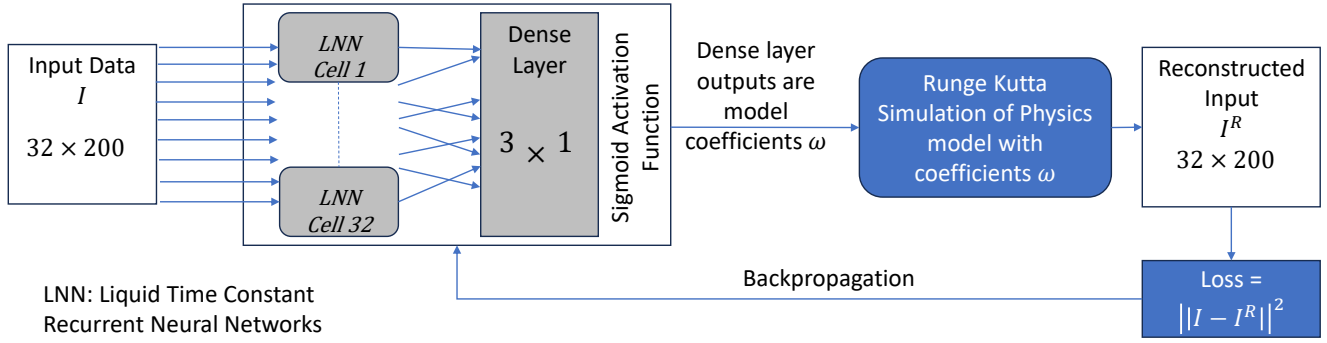 Input Data
I
32 × 200
LNN
Cell 1
LNN
Cell 32
Dense
Layer
3 × 1
Sigmoid Activation
Function
Dense layer
outputs are
model
coefficients ω
Runge Kutta
Simulation of Physics
model with
coefficients ω
Reconstructed
Input
I^R
32 × 200
Backpropagation
Loss =
||I − I^R||^2
LNN: Liquid Time Constant
Recurrent Neural Networks